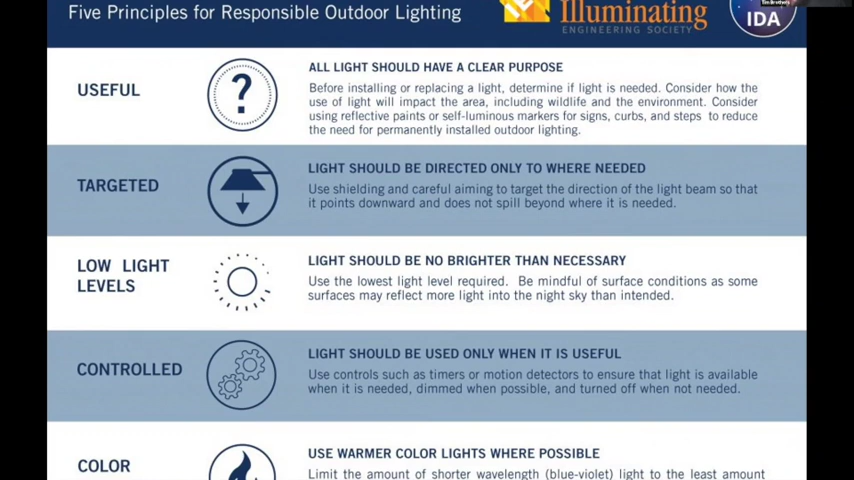 Five Principles for Responsible Outdoor Lighting
Illuminating
ENGINEERING SOCIETY
IDA
Tim Brothers
USEFUL
?
ALL LIGHT SHOULD HAVE A CLEAR PURPOSE
Before installing or replacing a light, determine if light is needed. Consider how the
use of light will impact the area, including wildlife and the environment. Consider
using reflective paints or self-luminous markers for signs, curbs, and steps to reduce
the need for permanently installed outdoor lighting.
TARGETED
LIGHT SHOULD BE DIRECTED ONLY TO WHERE NEEDED
Use shielding and careful aiming to target the direction of the light beam so that
it points downward and does not spill beyond where it is needed.
LOW LIGHT
LEVELS
LIGHT SHOULD BE NO BRIGHTER THAN NECESSARY
Use the lowest light level required. Be mindful of surface conditions as some
surfaces may reflect more light into the night sky than intended.
CONTROLLED
LIGHT SHOULD BE USED ONLY WHEN IT IS USEFUL
Use controls such as timers or motion detectors to ensure that light is available
when it is needed, dimmed when possible, and turned off when not needed.
COLOR
USE WARMER COLOR LIGHTS WHERE POSSIBLE
Limit the amount of shorter wavelength (blue-violet) light to the least amount